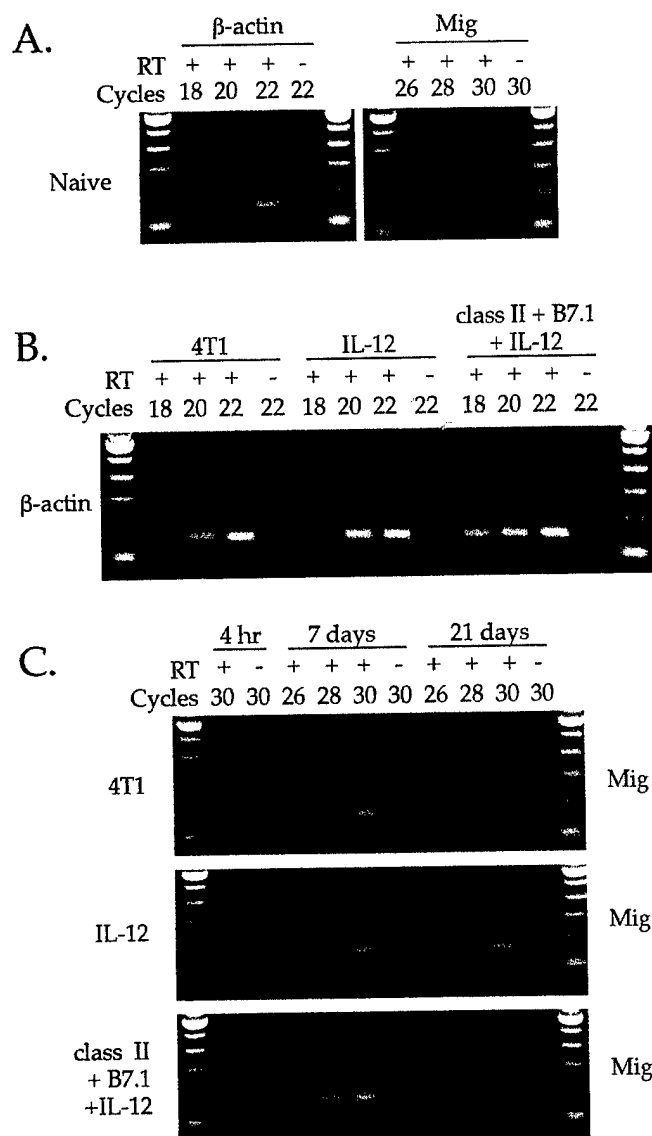 A.
β-actin Mig
RT + + + - + + + -
Cycles 18 20 22 22 26 28 30 30
Naive
B.
class II + B7.1
4T1 IL-12 + IL-12
RT + + + - + + + - + + + -
Cycles 18 20 22 22 18 20 22 22 18 20 22 22
β-actin
C.
4 hr 7 days 21 days
RT + - + + + - + + + -
Cycles 30 30 26 28 30 30 26 28 30 30
4T1 Mig
IL-12 Mig
class II
+ B7.1 Mig
+IL-12